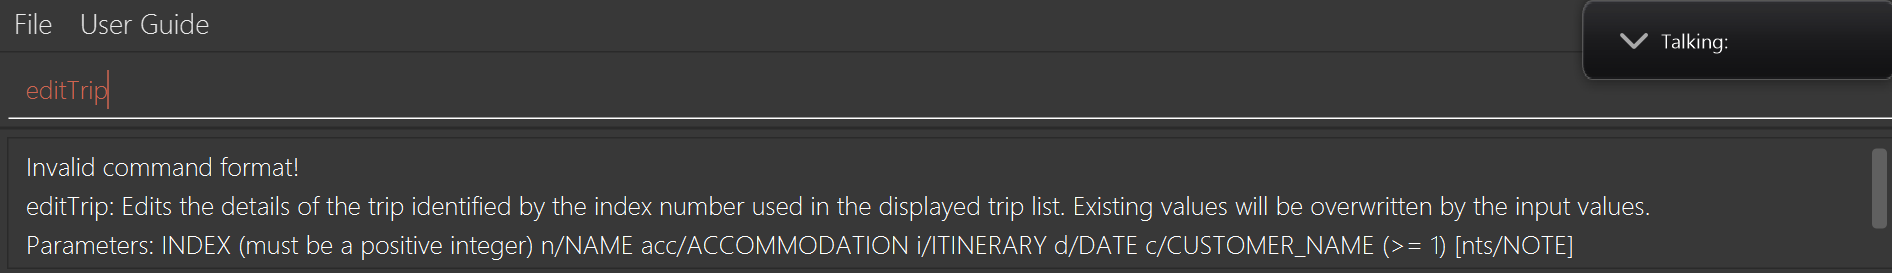 File User Guide
Talking:
editTrip
Invalid command format!
editTrip: Edits the details of the trip identified by the index number used in the displayed trip list. Existing values will be overwritten by the input values.
Parameters: INDEX (must be a positive integer) n/NAME acc/ACCOMMODATION i/ITINERARY d/DATE c/CUSTOMER_NAME (>= 1) [nts/NOTE]